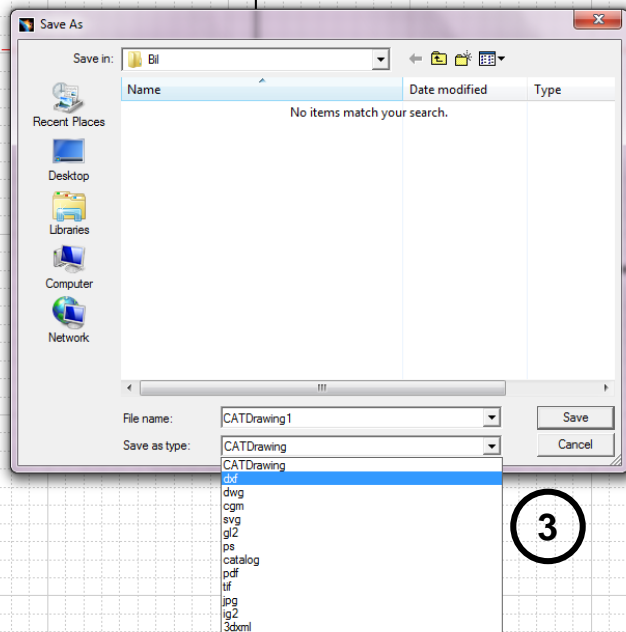 Save As
Save in:
Bil
Name
Date modified
Type
No items match your search.
Recent Places
Desktop
Libraries
Computer
Network
File name:
CATDrawing1
Save
Save as type:
CATDrawing
Cancel
CATDrawing
dxf
dwg
cgm
svg
gl2
ps
catalog
pdf
tif
jpg
ig2
3dxml
3